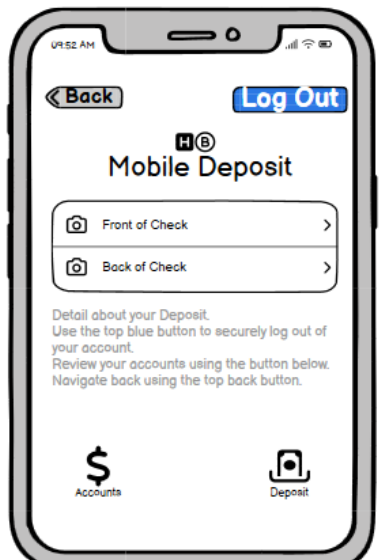 09:52 AM
Back
Log Out
H B
Mobile Deposit
Front of Check
Back of Check
Detail about your Deposit.
Use the top blue button to securely log out of
your account.
Review your accounts using the button below.
Navigate back using the top back button.
$
Accounts
Deposit